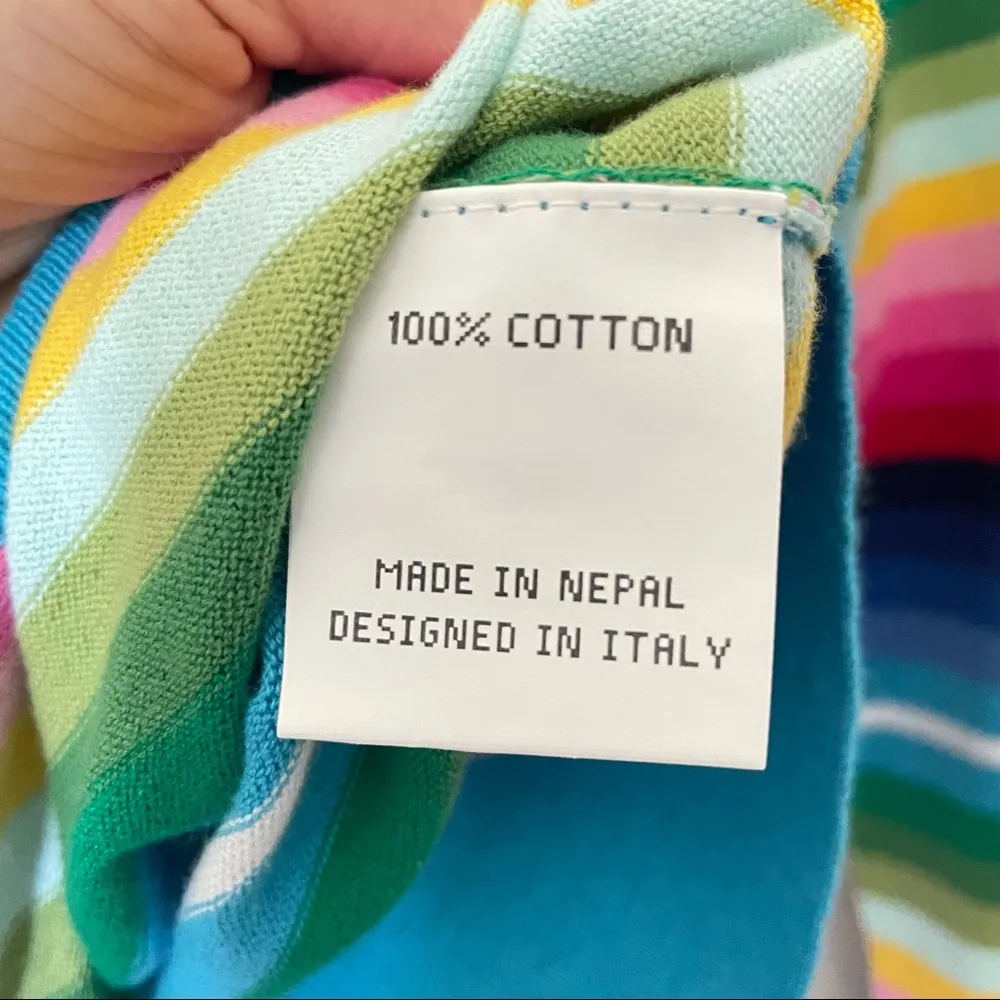 100% COTTON
MADE IN NEPAL
DESIGNED IN ITALY